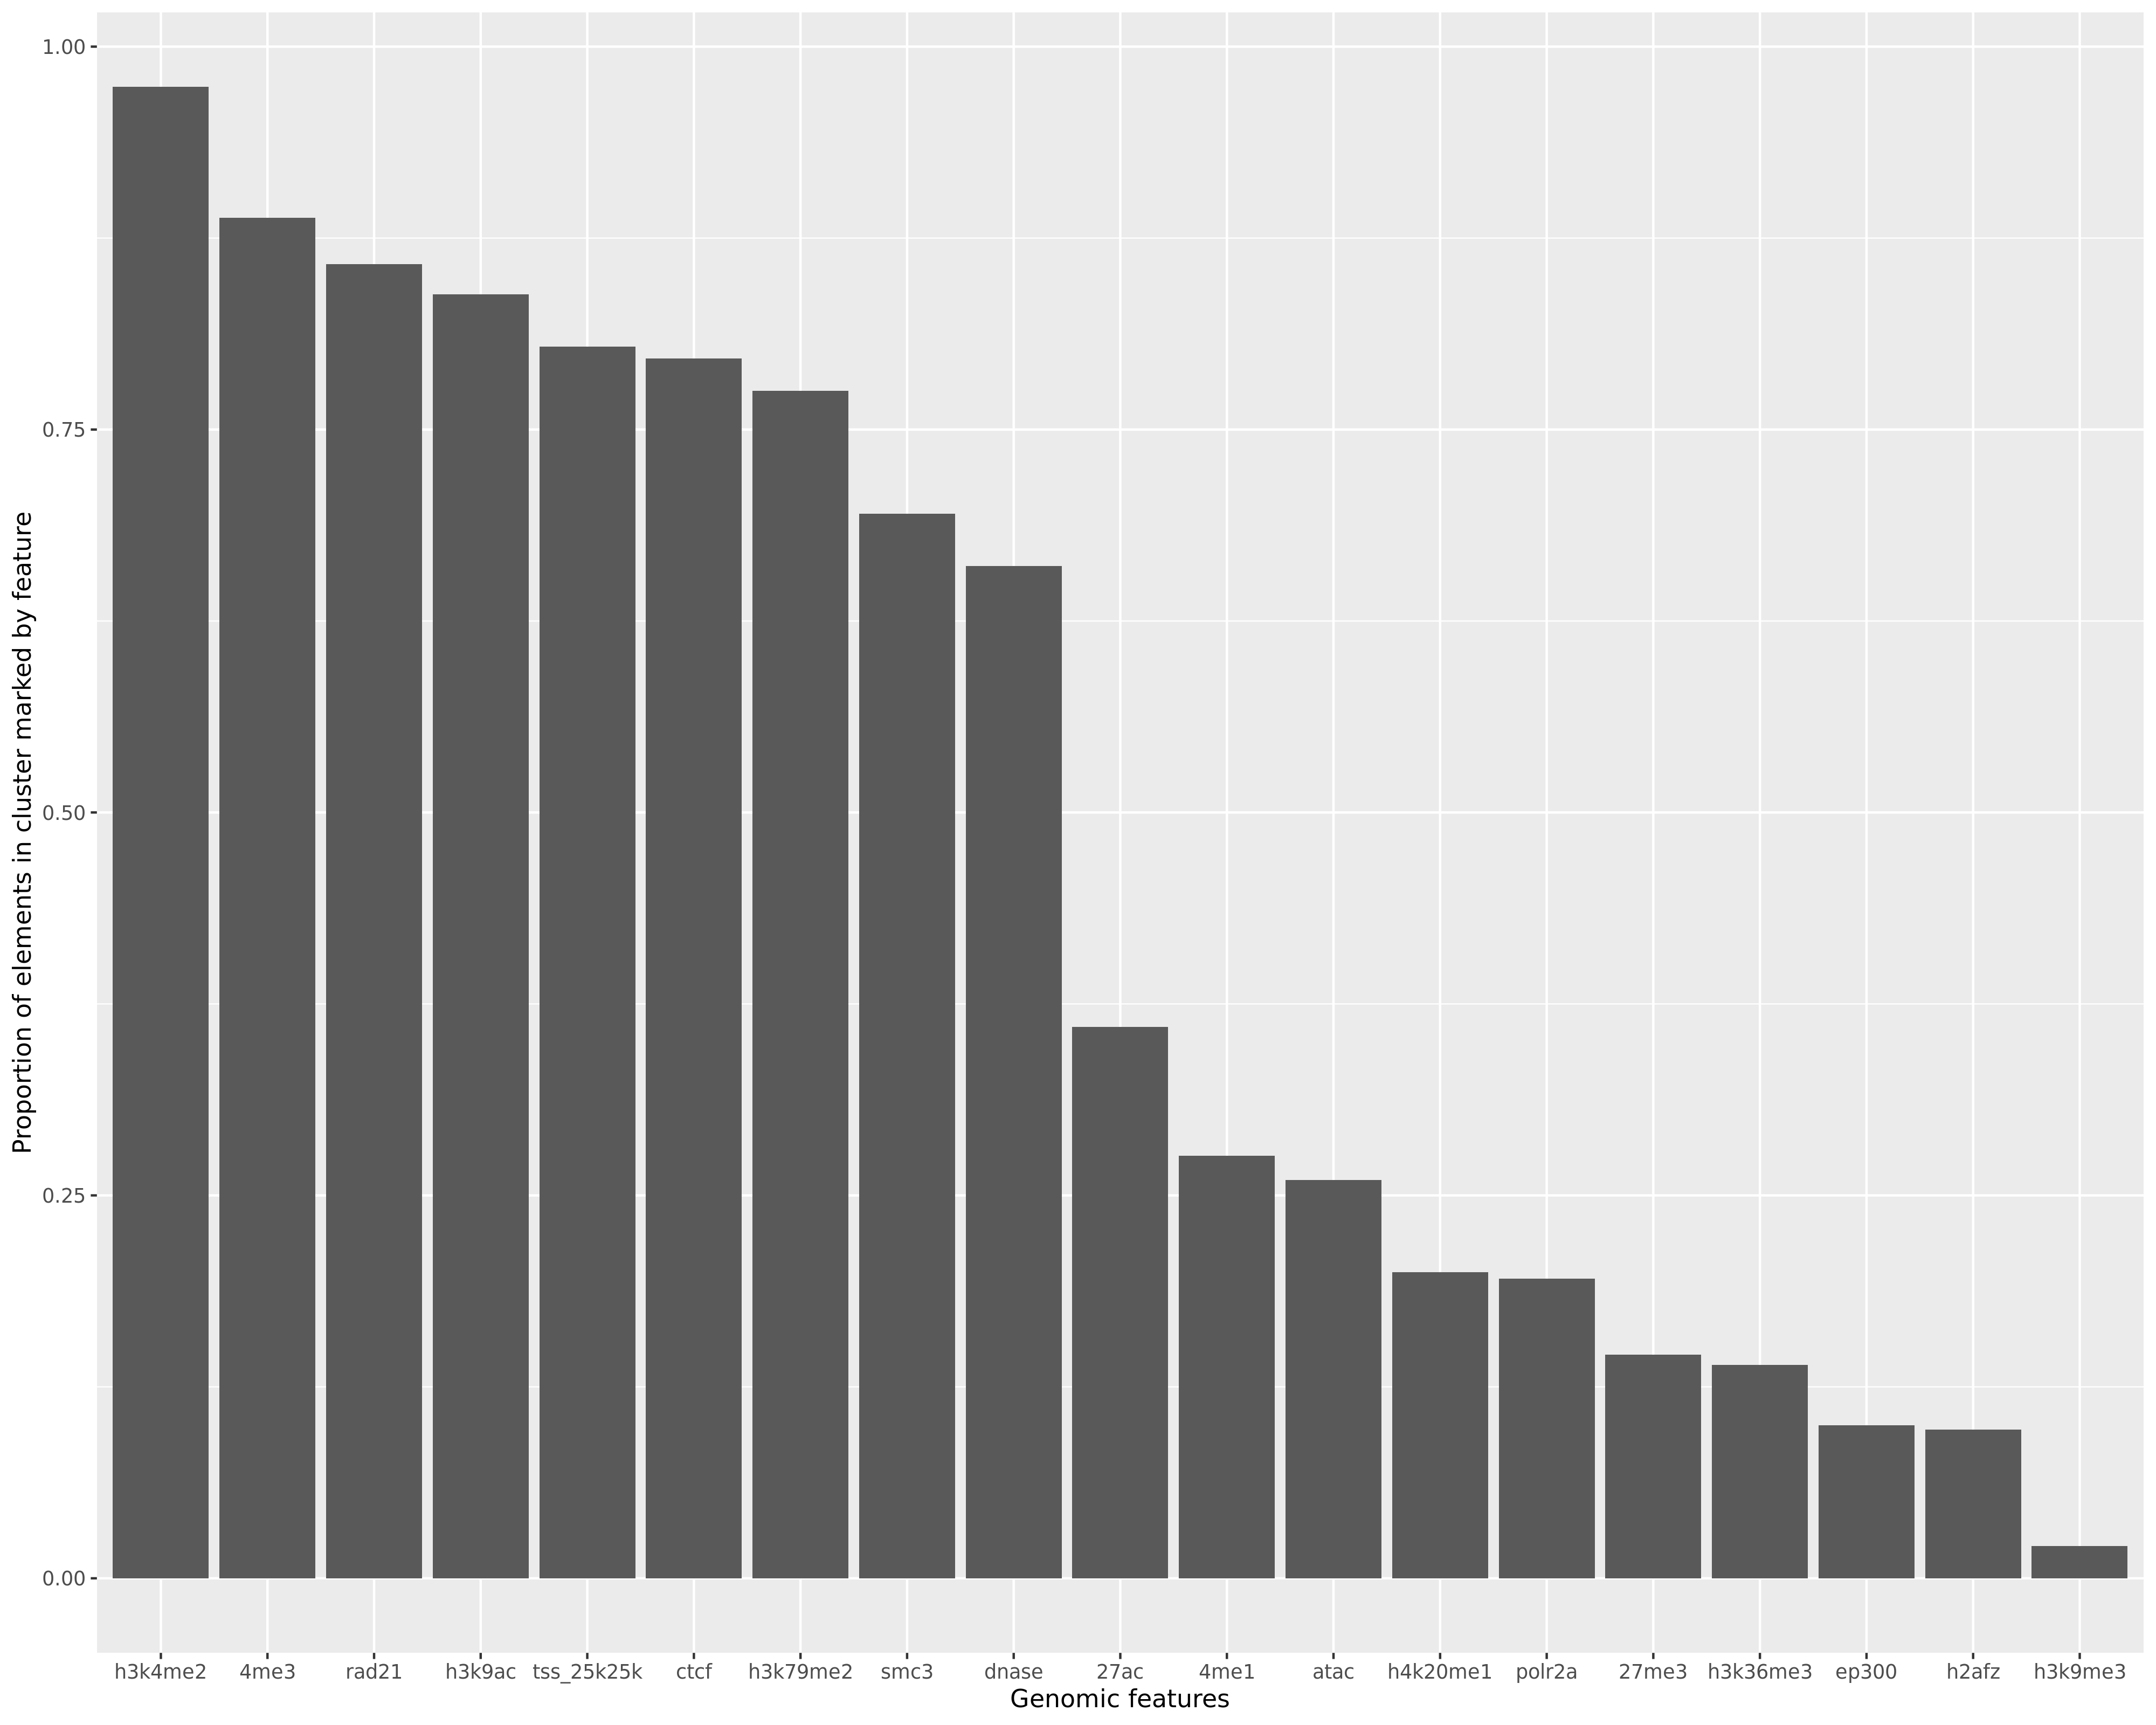 Proportion of elements in cluster marked by feature
1.00
0.75
0.50
0.25
0.00
h3k4me2 4me3 rad21 h3k9ac tss_25k25k ctcf h3k79me2 smc3 dnase 27ac 4me1 atac h4k20me1 polr2a 27me3 h3k36me3 ep300 h2afz h3k9me3
Genomic features